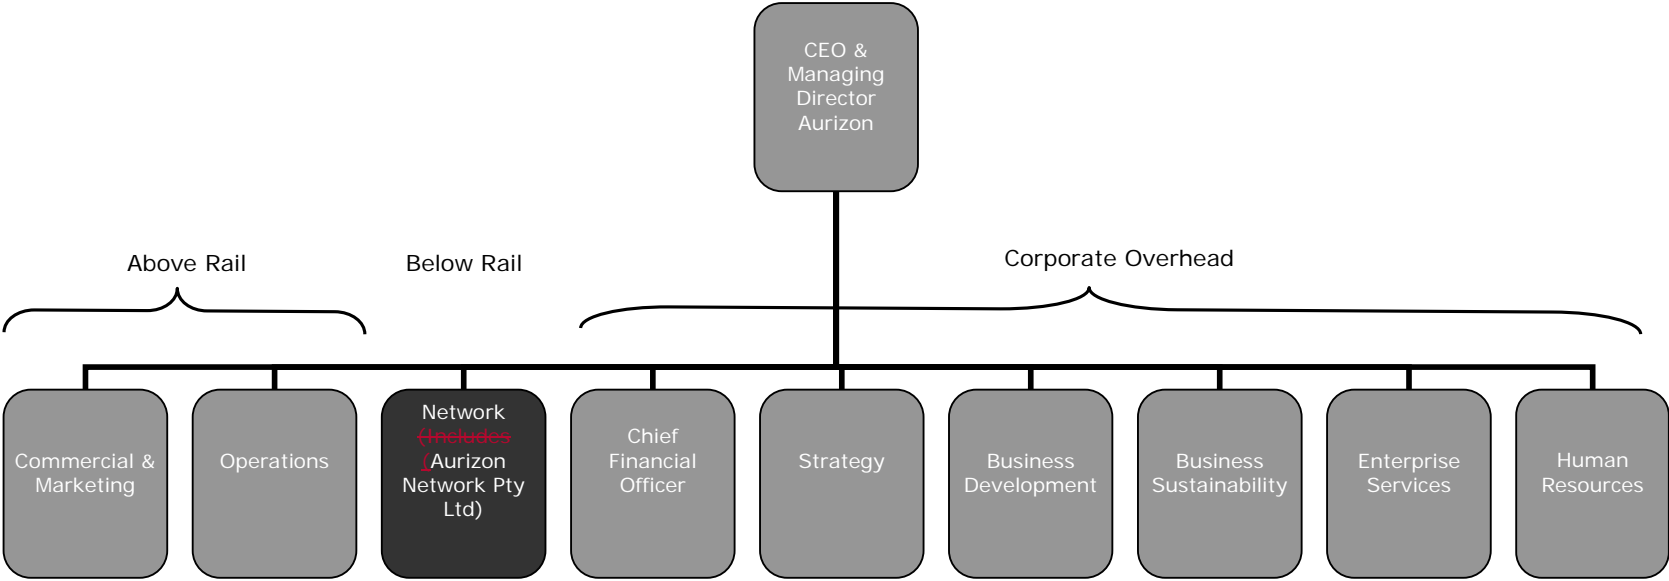 CEO &
Managing
Director
Aurizon
Above Rail
Below Rail
Corporate Overhead
Commercial &
Marketing
Operations
Network
(Includes
(Aurizon
Network Pty
Ltd)
Chief
Financial
Officer
Strategy
Business
Development
Business
Sustainability
Enterprise
Services
Human
Resources